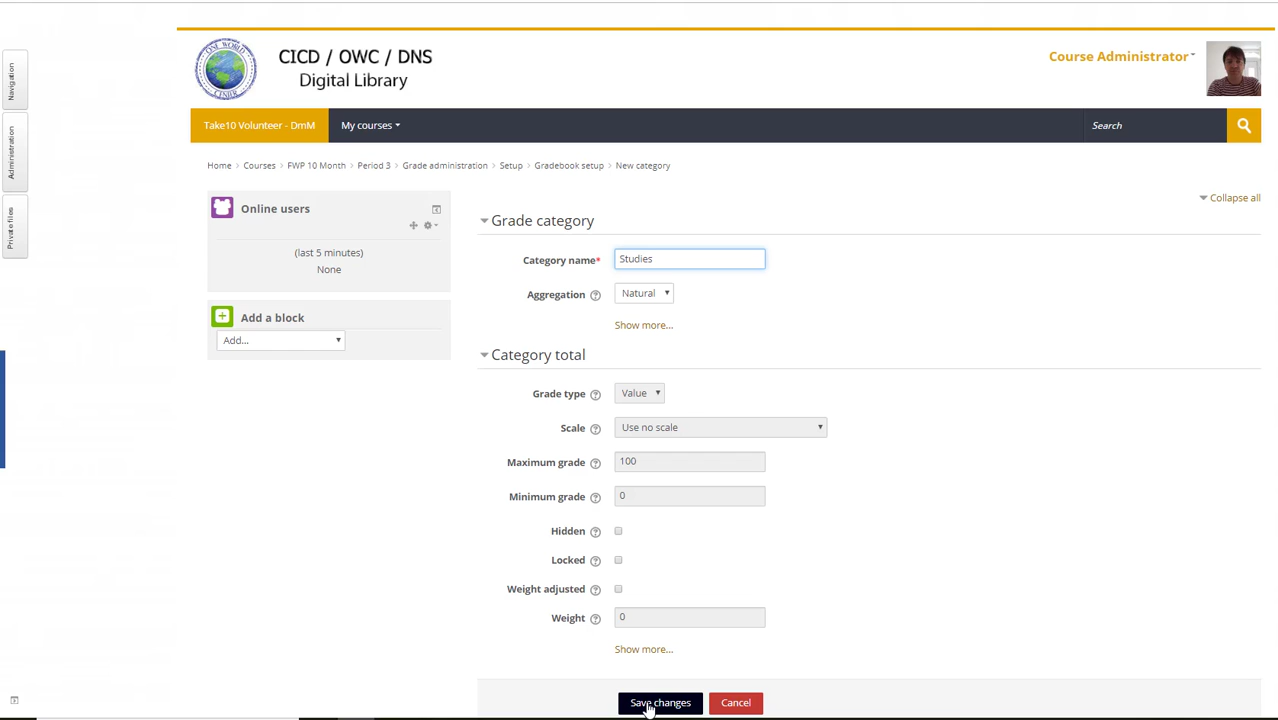 ONE WORLD
CENTER
CICD / OWC / DNS
Digital Library
Course Administrator
Navigation
Administration
Private files
Take10 Volunteer - DmM
My courses
Search
Home > Courses > FWP 10 Month > Period 3 > Grade administration > Setup > Gradebook setup > New category
Online users
(last 5 minutes)
None
Add a block
Add...
Collapse all
Grade category
Category name* Studies
Aggregation Natural
Show more...
Category total
Grade type Value
Scale Use no scale
Maximum grade 100
Minimum grade 0
Hidden
Locked
Weight adjusted
Weight 0
Show more...
Save changes
Cancel